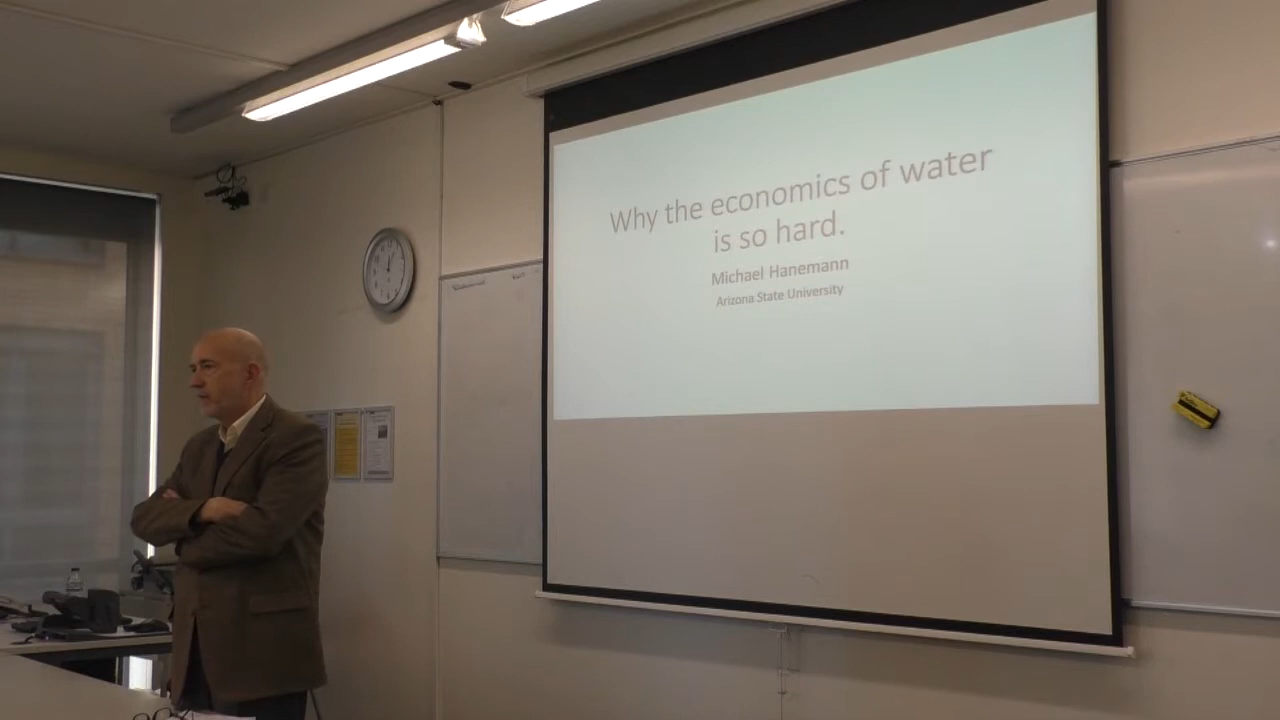 Why the economics of water
is so hard.
Michael Hanemann
Arizona State University